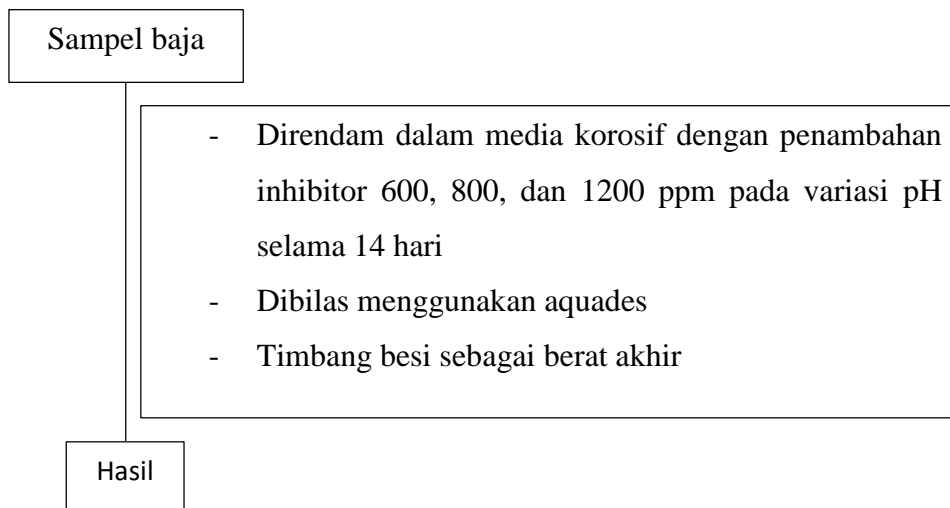 Sampel baja
- Direndam dalam media korosif dengan penambahan
inhibitor 600, 800, dan 1200 ppm pada variasi pH
selama 14 hari
- Dibilas menggunakan aquades
- Timbang besi sebagai berat akhir
Hasil